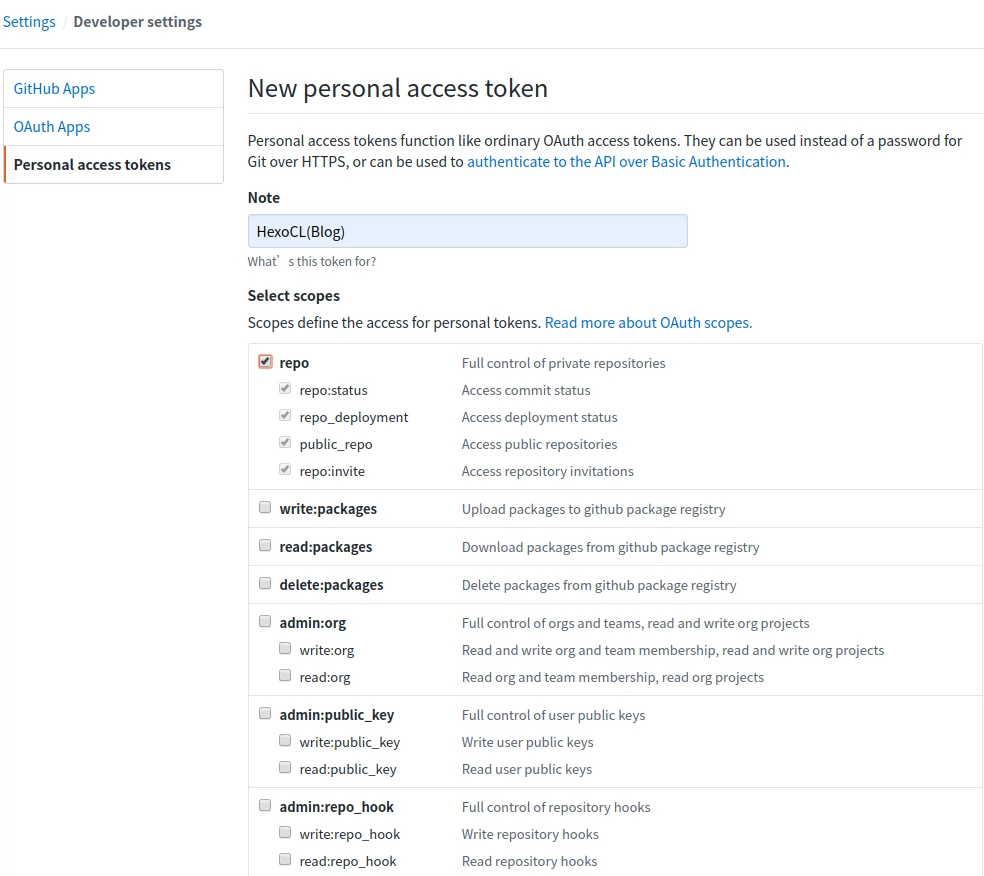 Settings / Developer settings
GitHub Apps
OAuth Apps
Personal access tokens
New personal access token
Personal access tokens function like ordinary OAuth access tokens. They can be used instead of a password for
Git over HTTPS, or can be used to authenticate to the API over Basic Authentication.
Note
HexoCL(Blog)
What’s this token for?
Select scopes
Scopes define the access for personal tokens. Read more about OAuth scopes.
repo Full control of private repositories
repo:status Access commit status
repo_deployment Access deployment status
public_repo Access public repositories
repo:invite Access repository invitations
write:packages Upload packages to github package registry
read:packages Download packages from github package registry
delete:packages Delete packages from github package registry
admin:org Full control of orgs and teams, read and write org projects
write:org Read and write org and team membership, read and write org projects
read:org Read org and team membership, read org projects
admin:public_key Full control of user public keys
write:public_key Write user public keys
read:public_key Read user public keys
admin:repo_hook Full control of repository hooks
write:repo_hook Write repository hooks
read:repo_hook Read repository hooks